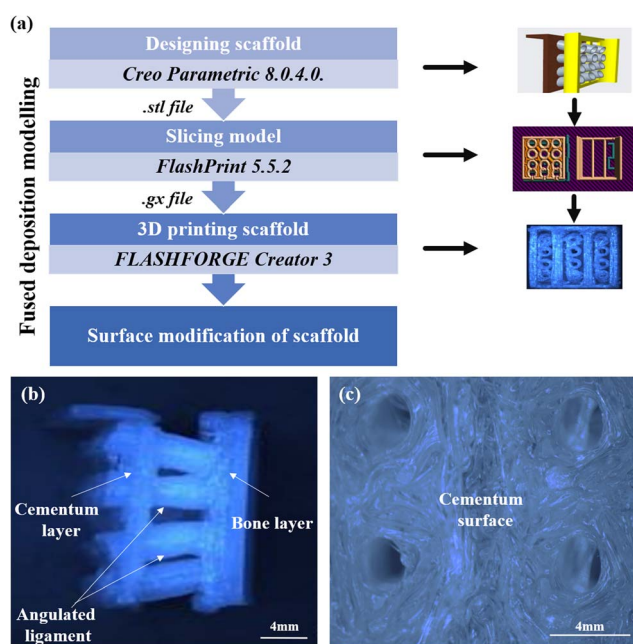 (a)
Fused deposition modelling
Designing scaffold
Creo Parametric 8.0.4.0.
.stl file
Slicing model
FlashPrint 5.5.2
.gx file
3D printing scaffold
FLASHFORGE Creator 3
Surface modification of scaffold
(b)
Cementum
layer
Bone layer
Angulated
ligament
4mm
(c)
Cementum
surface
4mm